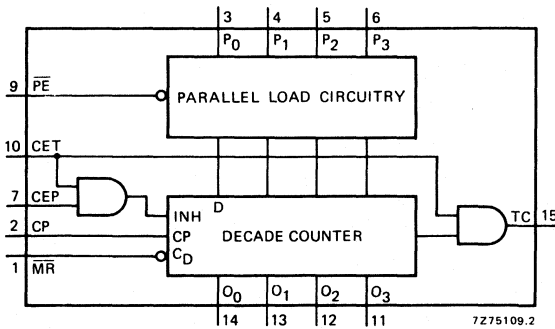 3 4 5 6
P0 P1 P2 P3
9 PE
PARALLEL LOAD CIRCUITRY
10 CET
7 CEP
D
INH
TC 15
2 CP
CP
DECADE COUNTER
1 MR
CD
O0 O1 O2 O3
14 13 12 11
7Z75109.2